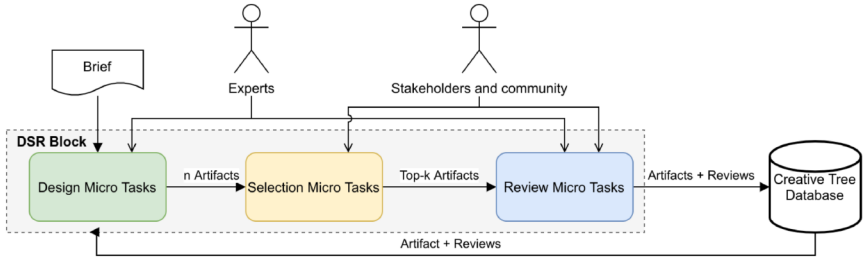 Brief
Experts
Stakeholders and community
DSR Block
Design Micro Tasks
n Artifacts
Selection Micro Tasks
Top-k Artifacts
Review Micro Tasks
Artifacts + Reviews
Creative Tree
Database
Artifact + Reviews